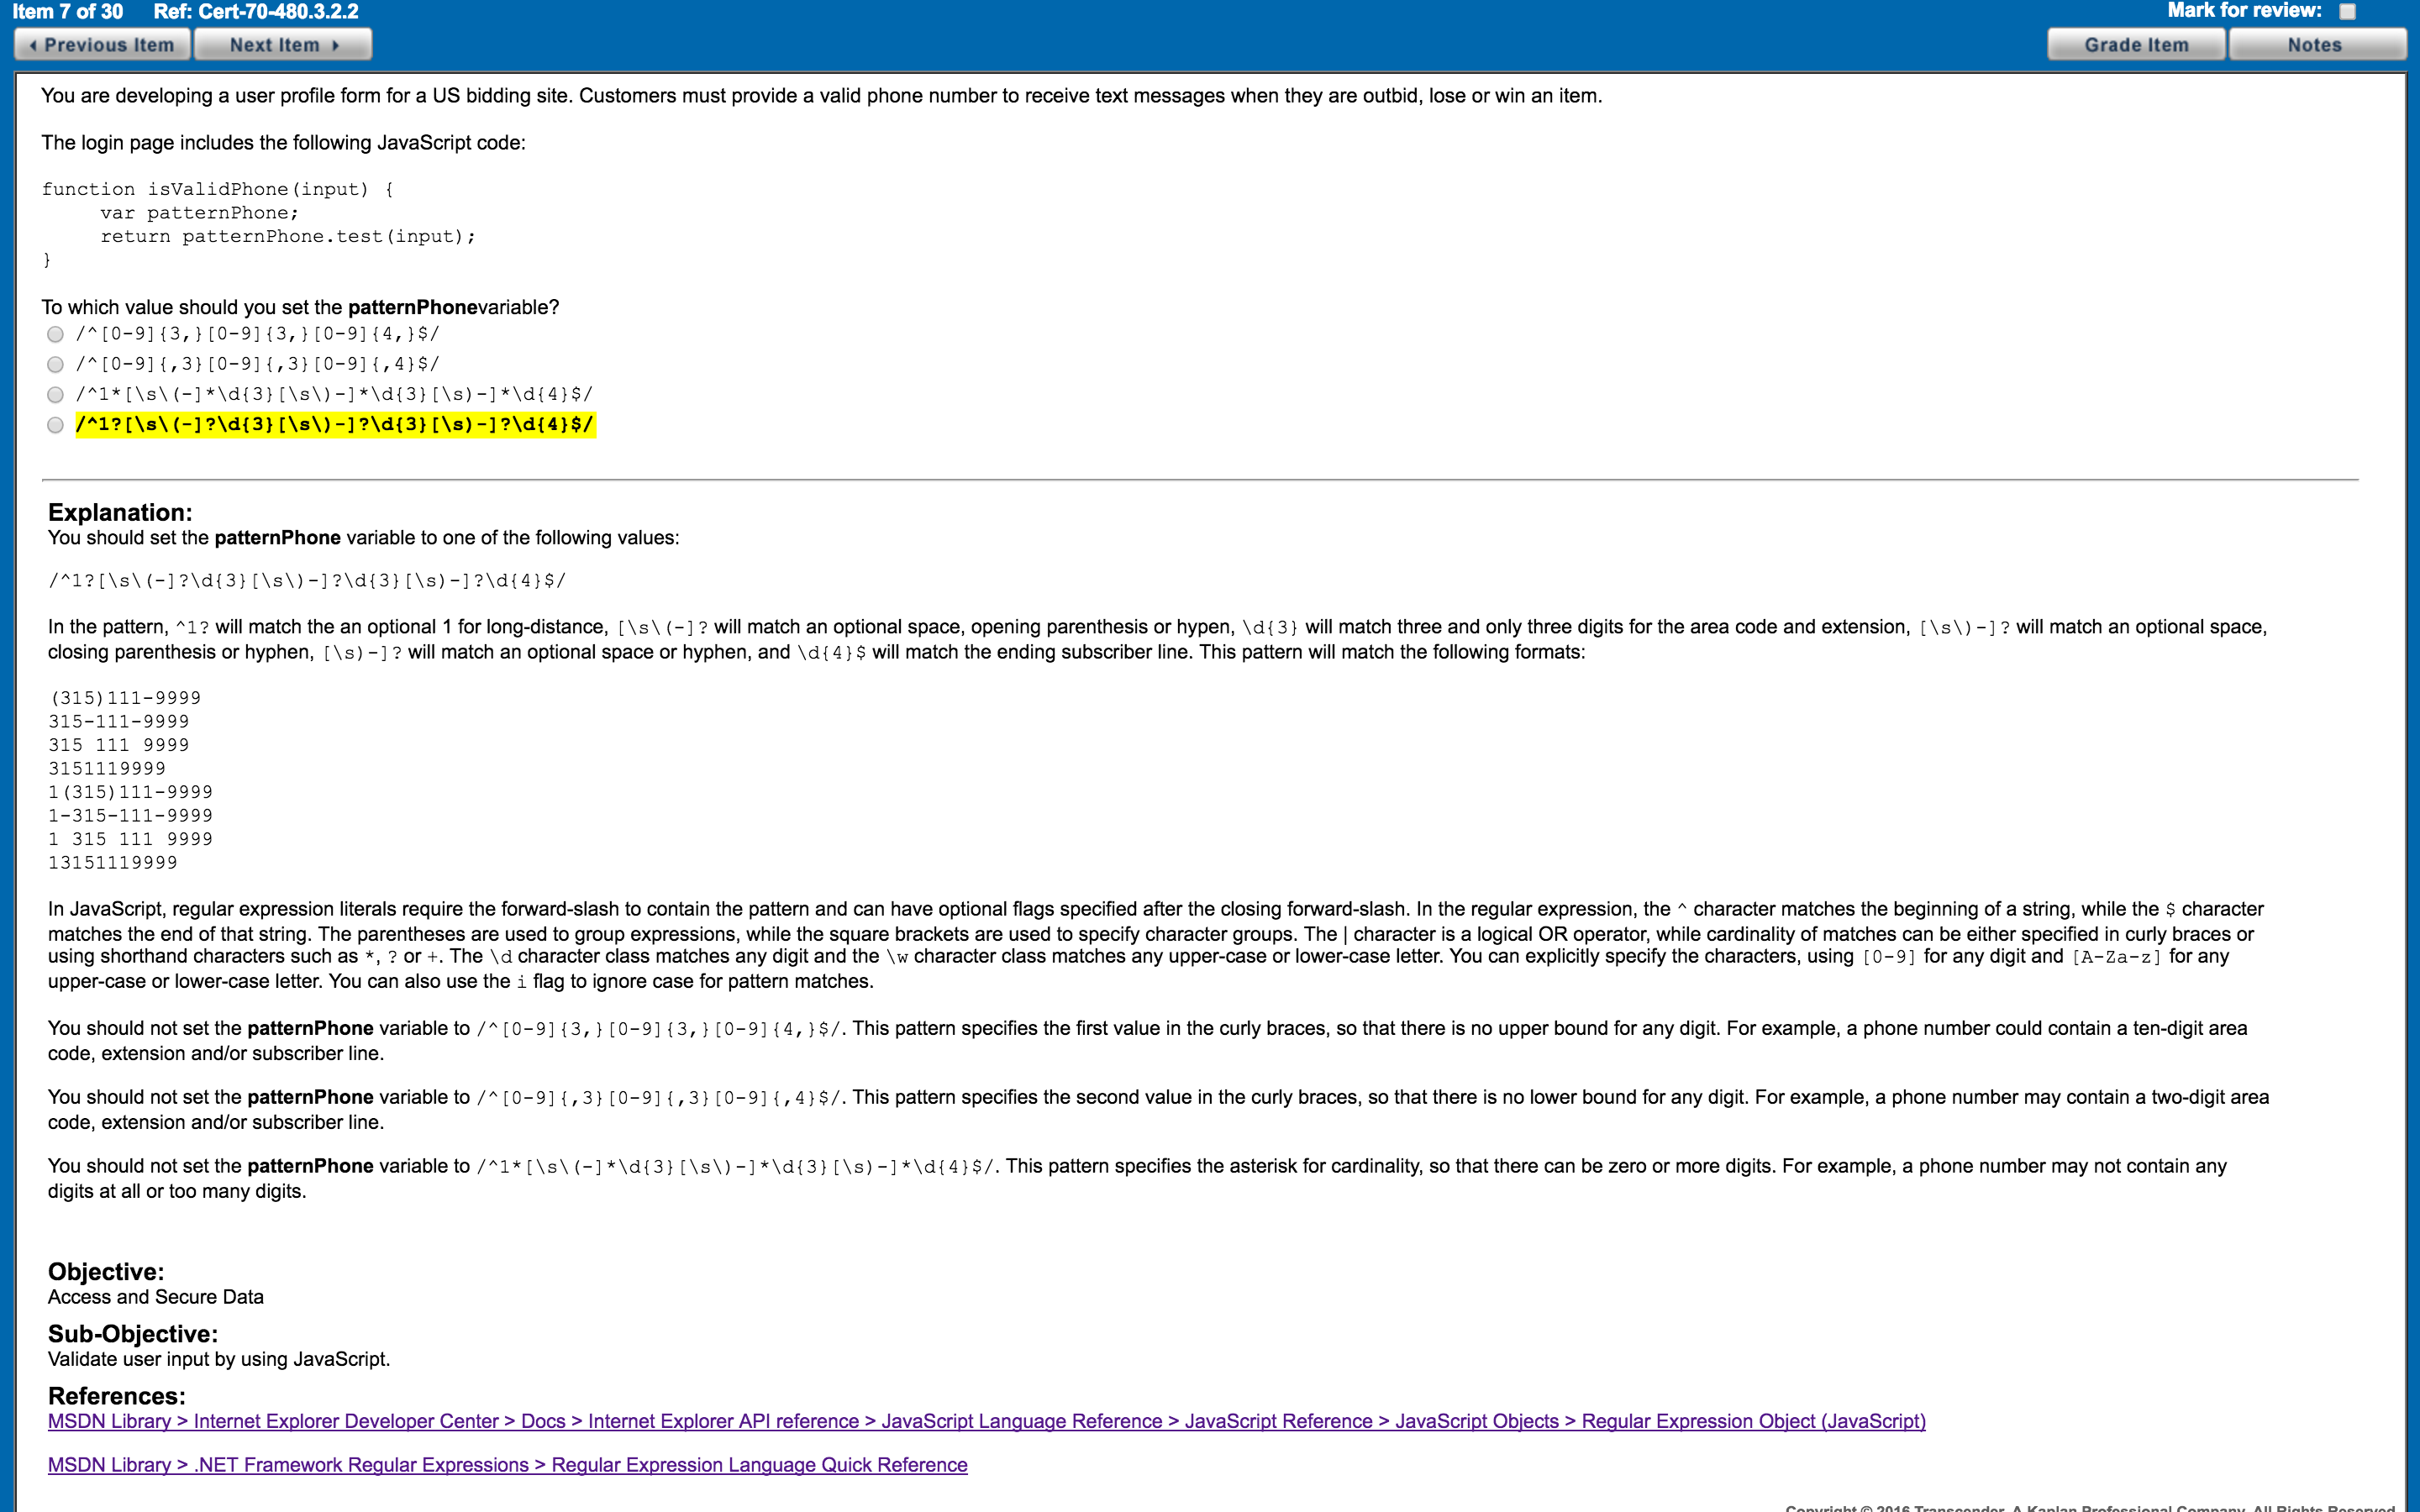 Item 7 of 30 Ref: Cert-70-480.3.2.2
Mark for review:
Previous Item Next Item
Grade Item Notes
You are developing a user profile form for a US bidding site. Customers must provide a valid phone number to receive text messages when they are outbid, lose or win an item.
The login page includes the following JavaScript code:
function isValidPhone(input) {
var patternPhone;
return patternPhone.test(input);
}
To which value should you set the patternPhonevariable?
/^[0-9]{3,}[0-9]{3,}[0-9]{4,}$/
/^[0-9]{,3}[0-9]{,3}[0-9]{,4}$/
/^1*[\s\(-]*\d{3}[\s\)-]*\d{3}[\s)-]*\d{4}$/
/^1?[\s\(-]?\d{3}[\s\)-]?\d{3}[\s)-]?\d{4}$/
Explanation:
You should set the patternPhone variable to one of the following values:
/^1?[\s\(-]?\d{3}[\s\)-]?\d{3}[\s)-]?\d{4}$/
In the pattern, ^1? will match the an optional 1 for long-distance, [\s\(-]? will match an optional space, opening parenthesis or hypen, \d{3} will match three and only three digits for the area code and extension, [\s\)-]? will match an optional space,
closing parenthesis or hyphen, [\s)-]? will match an optional space or hyphen, and \d{4}$ will match the ending subscriber line. This pattern will match the following formats:
(315)111-9999
315-111-9999
315 111 9999
3151119999
1(315)111-9999
1-315-111-9999
1 315 111 9999
13151119999
In JavaScript, regular expression literals require the forward-slash to contain the pattern and can have optional flags specified after the closing forward-slash. In the regular expression, the ^ character matches the beginning of a string, while the $ character
matches the end of that string. The parentheses are used to group expressions, while the square brackets are used to specify character groups. The | character is a logical OR operator, while cardinality of matches can be either specified in curly braces or
using shorthand characters such as *, ? or +. The \d character class matches any digit and the \w character class matches any upper-case or lower-case letter. You can explicitly specify the characters, using [0-9] for any digit and [A-Za-z] for any
upper-case or lower-case letter. You can also use the i flag to ignore case for pattern matches.
You should not set the patternPhone variable to /^[0-9]{3,}[0-9]{3,}[0-9]{4,}$/. This pattern specifies the first value in the curly braces, so that there is no upper bound for any digit. For example, a phone number could contain a ten-digit area
code, extension and/or subscriber line.
You should not set the patternPhone variable to /^[0-9]{,3}[0-9]{,3}[0-9]{,4}$/. This pattern specifies the second value in the curly braces, so that there is no lower bound for any digit. For example, a phone number may contain a two-digit area
code, extension and/or subscriber line.
You should not set the patternPhone variable to /^1*[\s\(-]*\d{3}[\s\)-]*\d{3}[\s)-]*\d{4}$/. This pattern specifies the asterisk for cardinality, so that there can be zero or more digits. For example, a phone number may not contain any
digits at all or too many digits.
Objective:
Access and Secure Data
Sub-Objective:
Validate user input by using JavaScript.
References:
MSDN Library > Internet Explorer Developer Center > Docs > Internet Explorer API reference > JavaScript Language Reference > JavaScript Reference > JavaScript Objects > Regular Expression Object (JavaScript)
MSDN Library > .NET Framework Regular Expressions > Regular Expression Language Quick Reference
Copyright © 2016 Transcender, A Kaplan Professional Company. All Rights Reserved